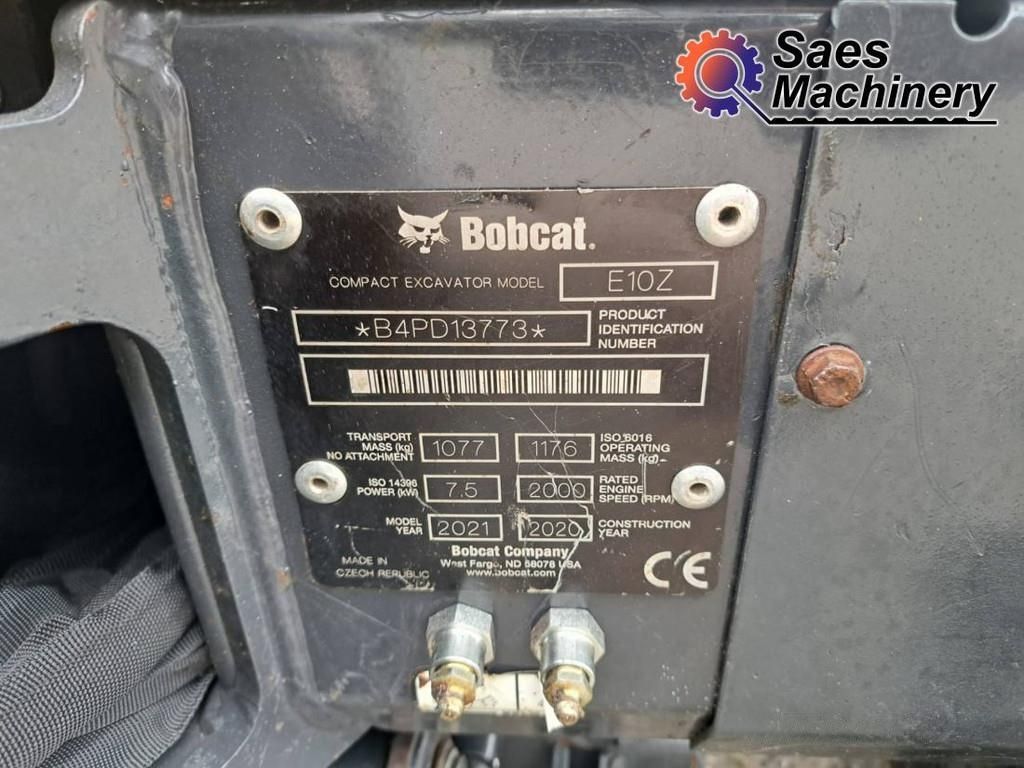 Saes
Machinery
Bobcat.
COMPACT EXCAVATOR MODEL E10Z
*B4PD13773* PRODUCT IDENTIFICATION NUMBER
TRANSPORT MASS (kg) NO ATTACHMENT 1077 1176 ISO 6016 OPERATING MASS (kg)
ISO 14396 POWER (kW) 7.5 2000 RATED ENGINE SPEED (RPM)
MODEL YEAR 2021 2020 CONSTRUCTION YEAR
Bobcat Company
West Fargo, ND 58078 USA
www.bobcat.com
MADE IN
CZECH REPUBLIC
CE